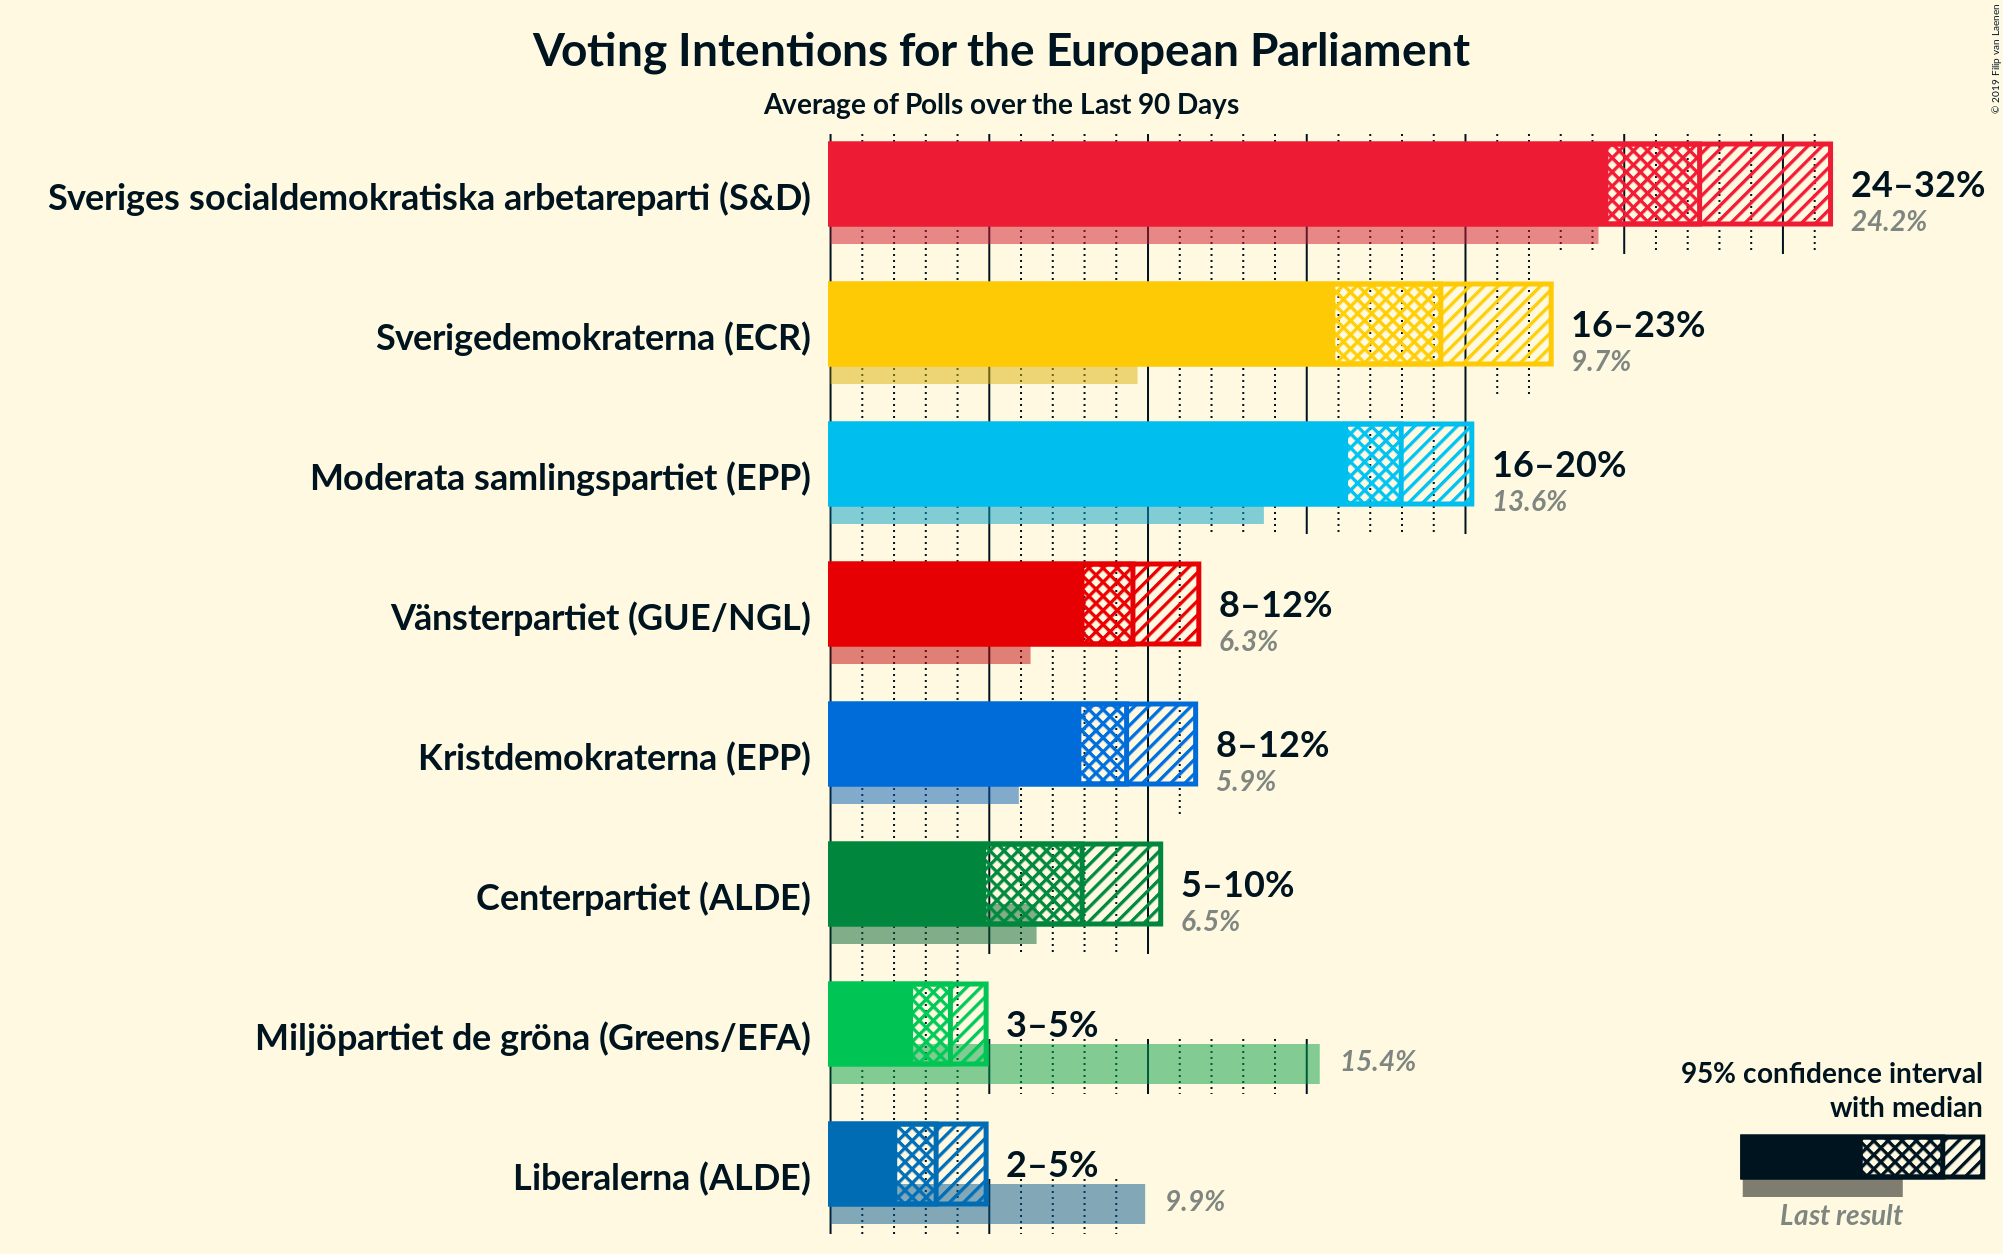 Voting Intentions for the European Parliament
Average of Polls over the Last 90 Days
© 2019 Filip van Laenen
Sveriges socialdemokratiska arbetareparti (S&D)
24–32%
24.2%
Sverigedemokraterna (ECR)
16–23%
9.7%
Moderata samlingspartiet (EPP)
16–20%
13.6%
Vänsterpartiet (GUE/NGL)
8–12%
6.3%
Kristdemokraterna (EPP)
8–12%
5.9%
Centerpartiet (ALDE)
5–10%
6.5%
Miljöpartiet de gröna (Greens/EFA)
3–5%
15.4%
Liberalerna (ALDE)
2–5%
9.9%
95% confidence interval
with median
Last result